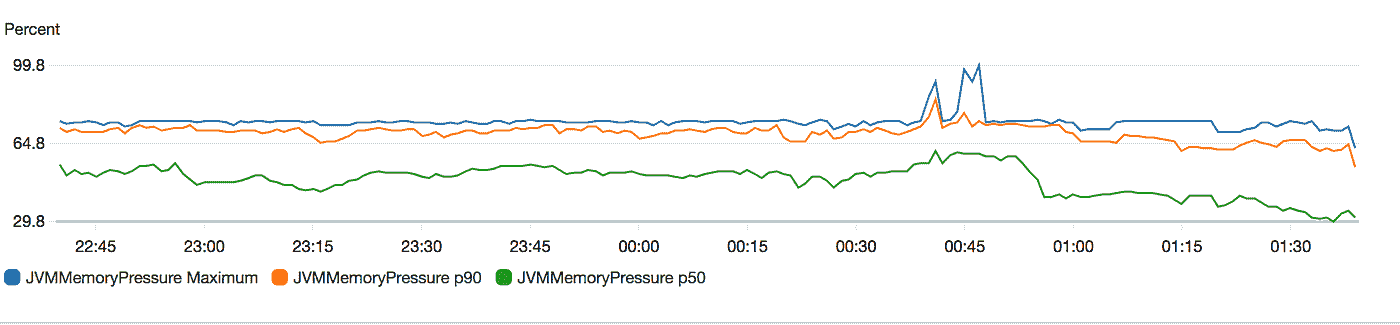 Percent
99.8
64.8
29.8
22:45 23:00 23:15 23:30 23:45 00:00 00:15 00:30 00:45 01:00 01:15 01:30
JVMMemoryPressure Maximum JVMMemoryPressure p90 JVMMemoryPressure p50